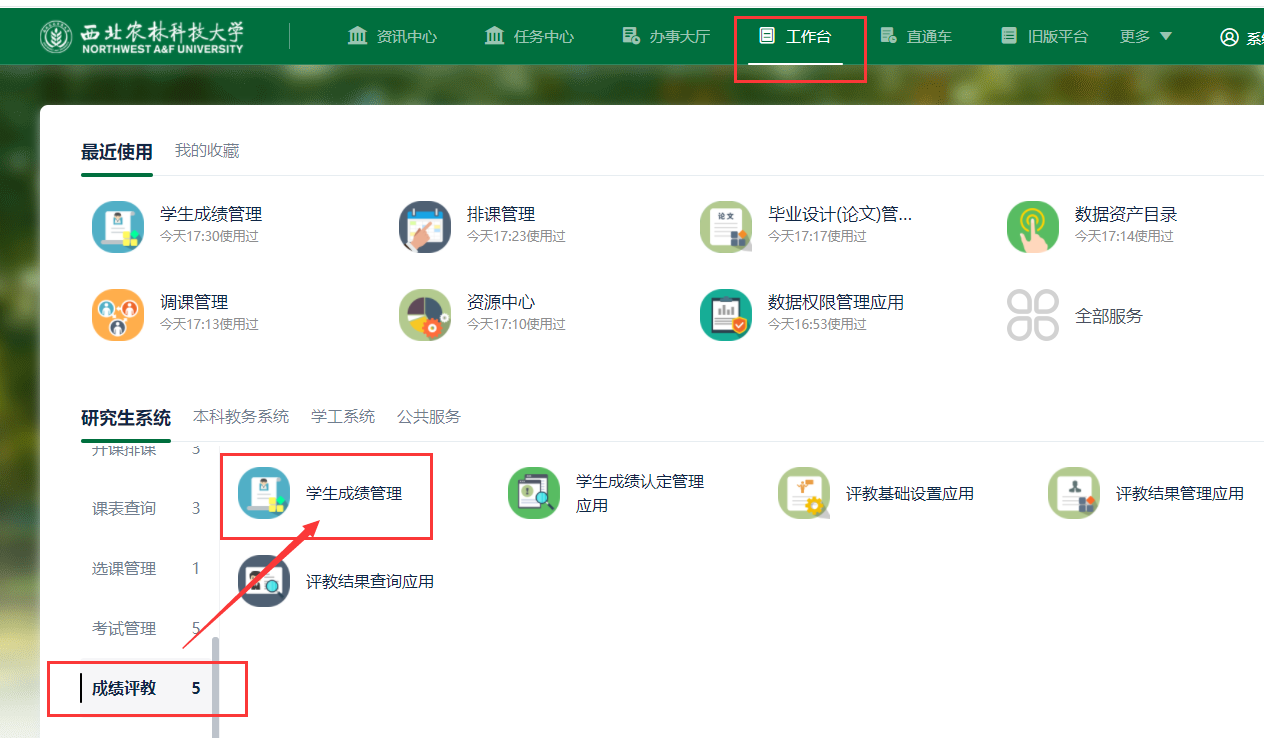 西北农林科技大学
NORTHWEST A&F UNIVERSITY
资讯中心
任务中心
办事大厅
工作台
直通车
旧版平台
更多
最近使用
我的收藏
学生成绩管理
今天17:30使用过
排课管理
今天17:23使用过
论文
毕业设计(论文)管...
今天17:17使用过
数据资产目录
今天17:14使用过
调课管理
今天17:13使用过
资源中心
今天17:10使用过
数据权限管理应用
今天16:53使用过
全部服务
研究生系统
本科教务系统
学工系统
公共服务
开课排课 3
课表查询 3
选课管理 1
考试管理 5
成绩评教 5
学生成绩管理
学生成绩认定管理
应用
评教基础设置应用
评教结果管理应用
评教结果查询应用